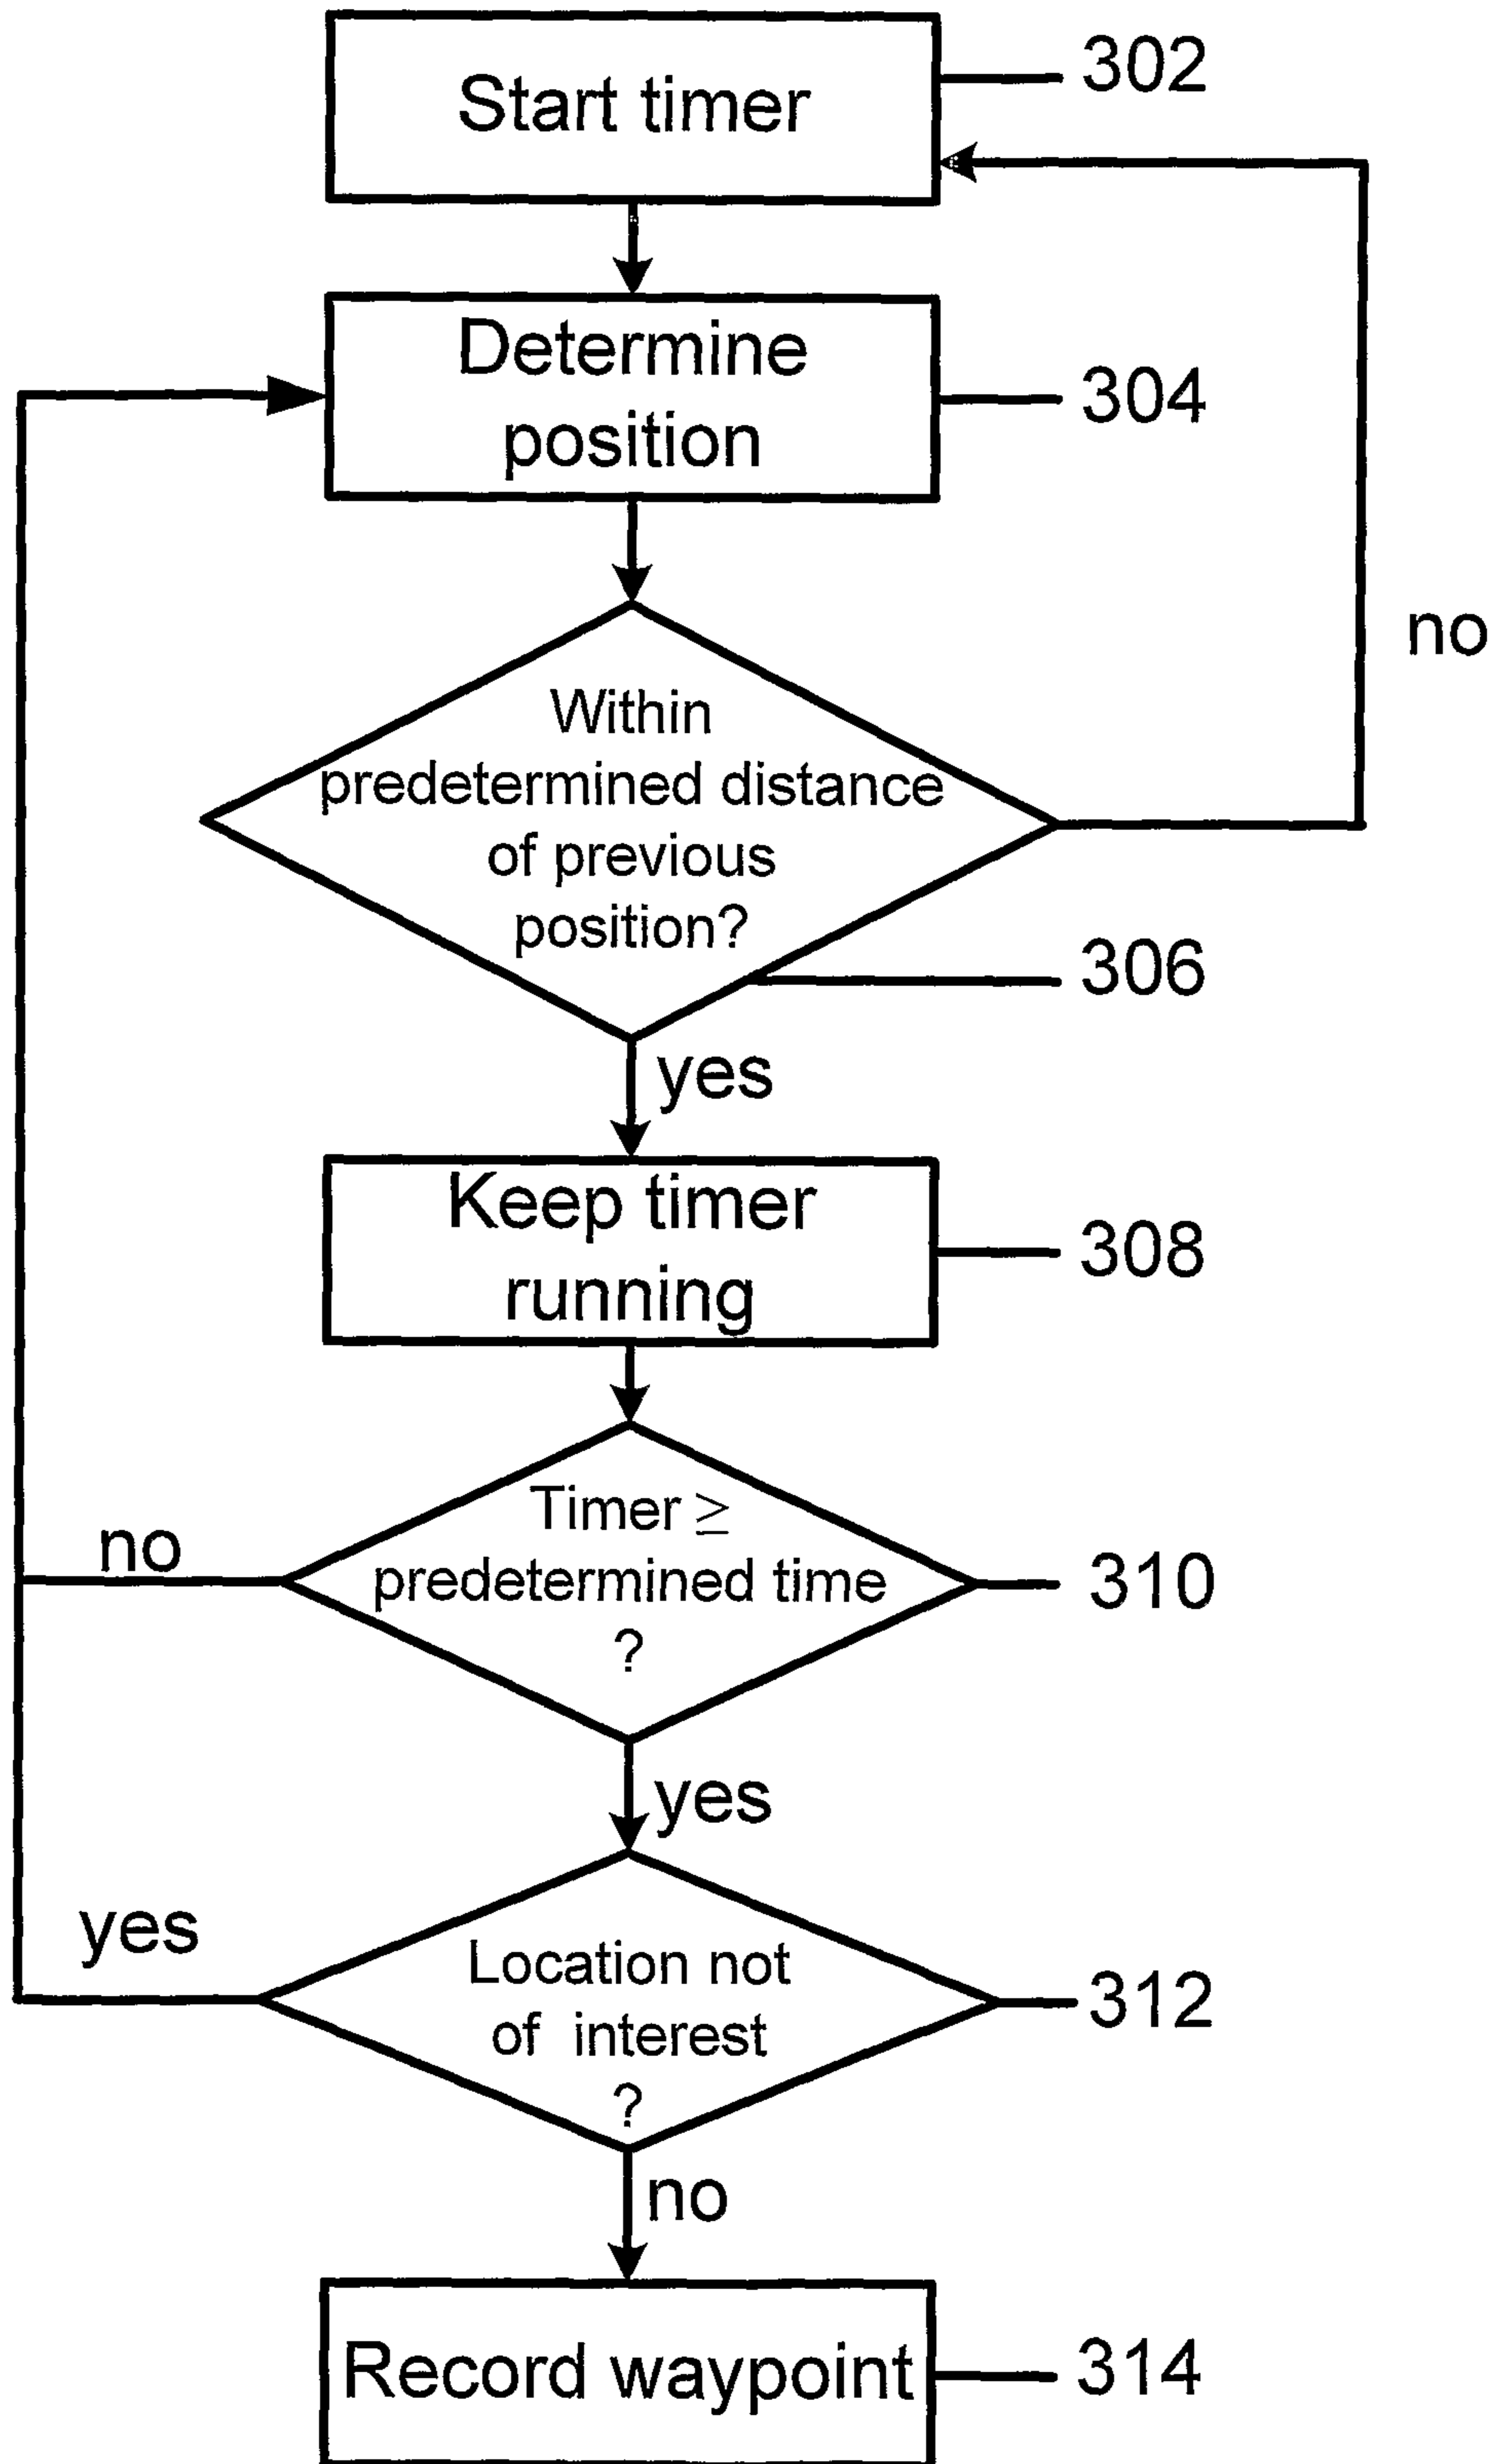 Start timer
302
Determine
position
304
no
Within
predetermined distance
of previous
position?
306
yes
Keep timer
running
308
no
Timer ≥
predetermined time
?
310
yes
yes
Location not
of interest
?
312
no
Record waypoint
314